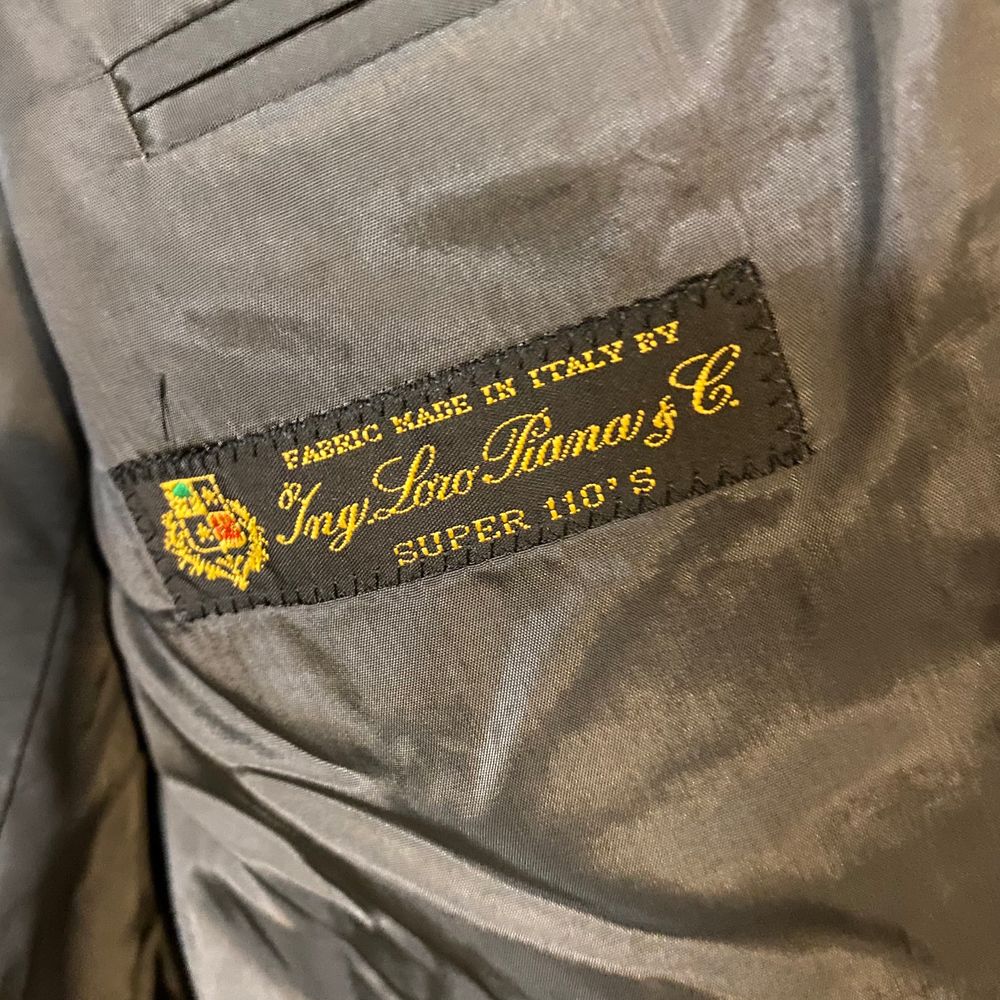 FABRIC MADE IN ITALY BY
Ing. Loro Piana & C.
SUPER 110'S